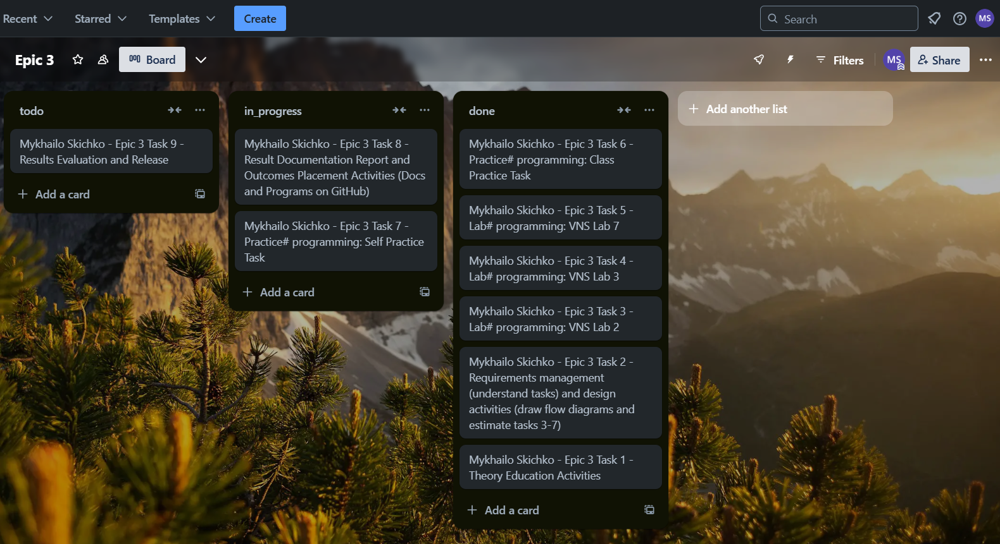 Recent
Starred
Templates
Create
Search
MS
Epic 3
Board
Filters
MS
Share
todo
Mykhailo Skichko - Epic 3 Task 9 -
Results Evaluation and Release
Add a card
in_progress
Mykhailo Skichko - Epic 3 Task 8 -
Result Documentation Report and
Outcomes Placement Activities (Docs
and Programs on GitHub)
Mykhailo Skichko - Epic 3 Task 7 -
Practice# programming: Self Practice
Task
Add a card
done
Mykhailo Skichko - Epic 3 Task 6 -
Practice# programming: Class
Practice Task
Mykhailo Skichko - Epic 3 Task 5 -
Lab# programming: VNS Lab 7
Mykhailo Skichko - Epic 3 Task 4 -
Lab# programming: VNS Lab 3
Mykhailo Skichko - Epic 3 Task 3 -
Lab# programming: VNS Lab 2
Mykhailo Skichko - Epic 3 Task 2 -
Requirements management
(understand tasks) and design
activities (draw flow diagrams and
estimate tasks 3-7)
Mykhailo Skichko - Epic 3 Task 1 -
Theory Education Activities
Add a card
Add another list